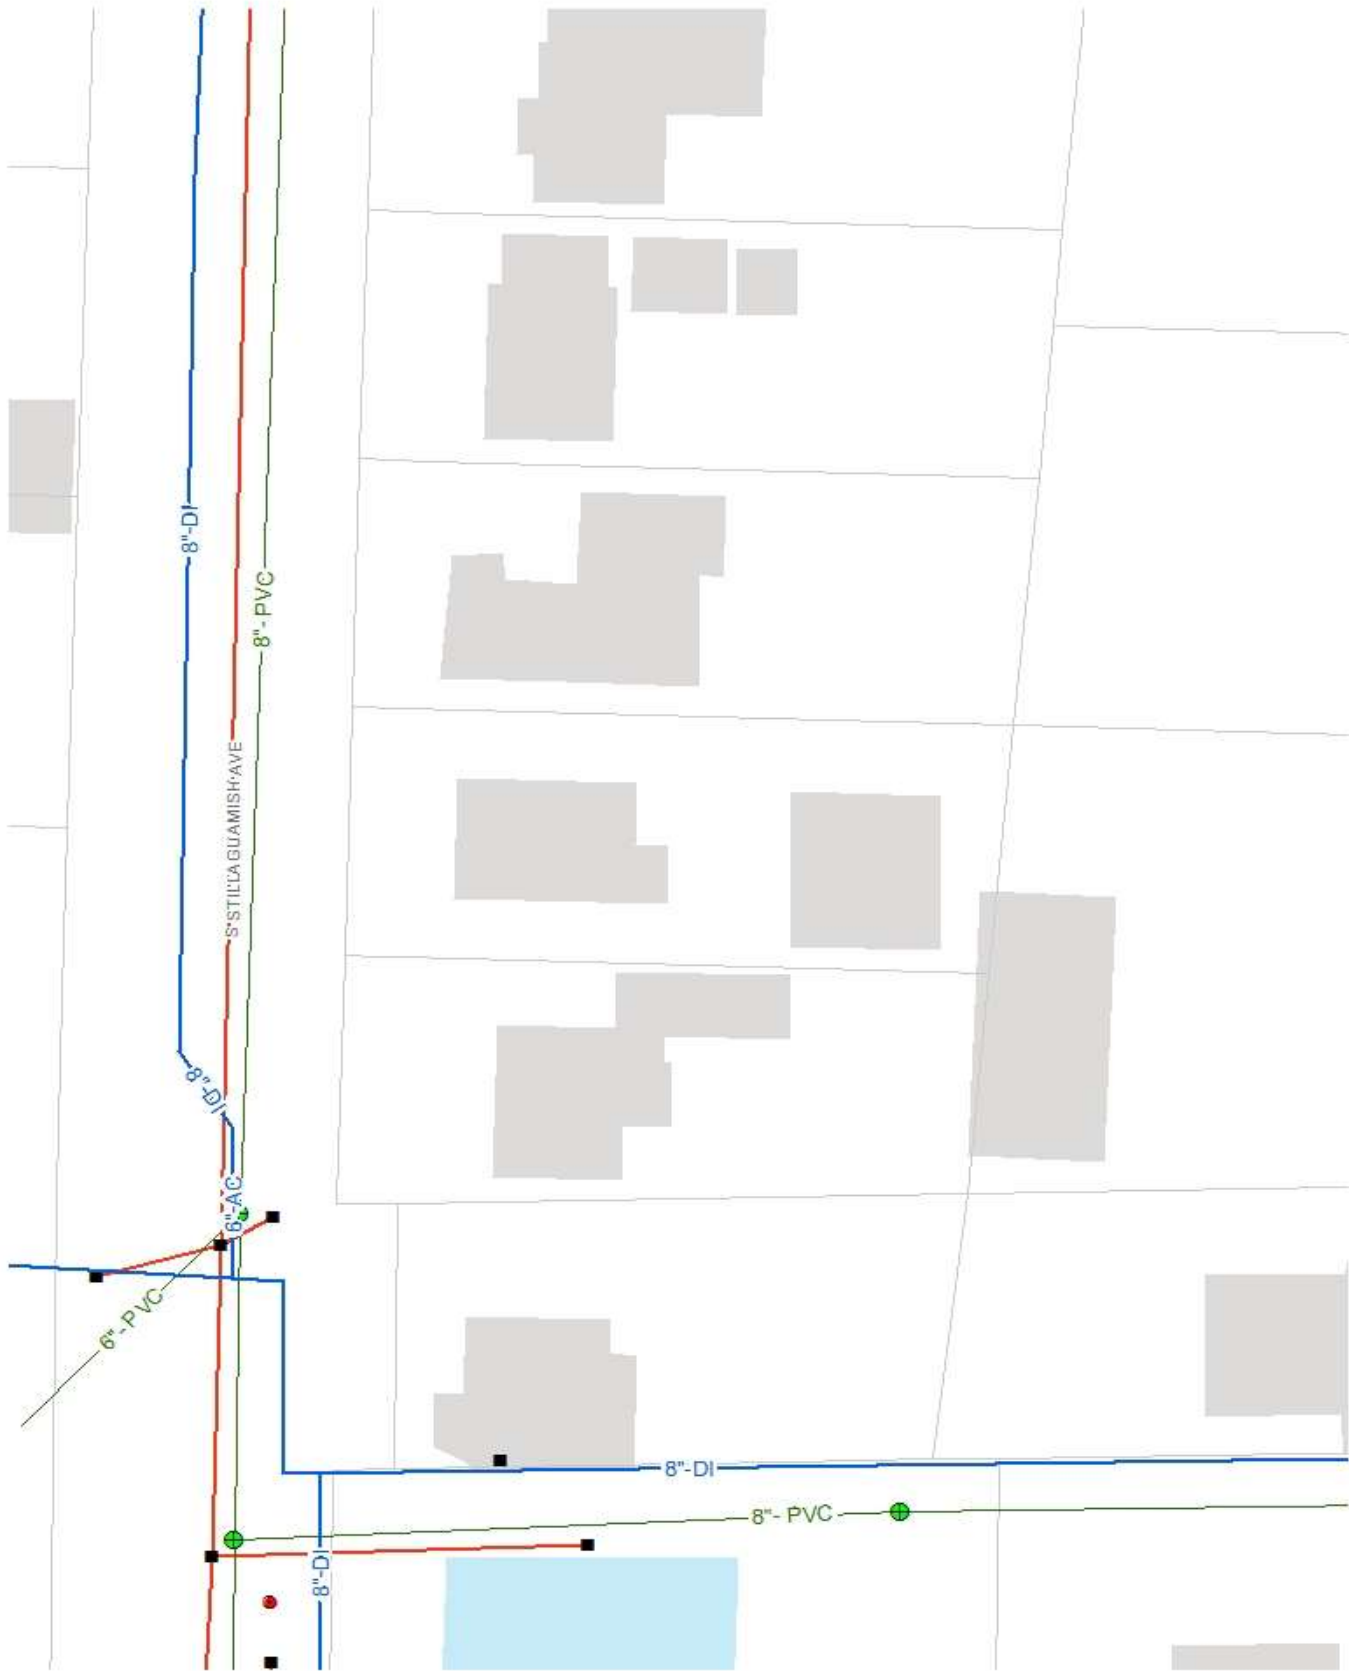 8"-DI
8"- PVC
S STILLAGUAMISH AVE
8"-DI
6"-AC
6"- PVC
8"-DI
8"- PVC
8"-DI